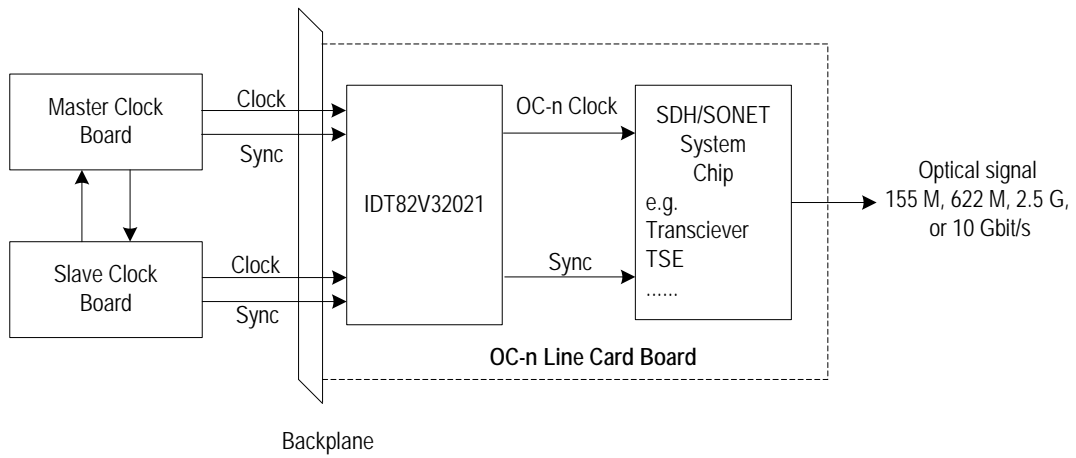 Master Clock
Board
Clock
Sync
Slave Clock
Board
Clock
Sync
Backplane
IDT82V32021
OC-n Clock
Sync
SDH/SONET
System
Chip
e.g.
Transciever
TSE
......
OC-n Line Card Board
Optical signal
155 M, 622 M, 2.5 G,
or 10 Gbit/s